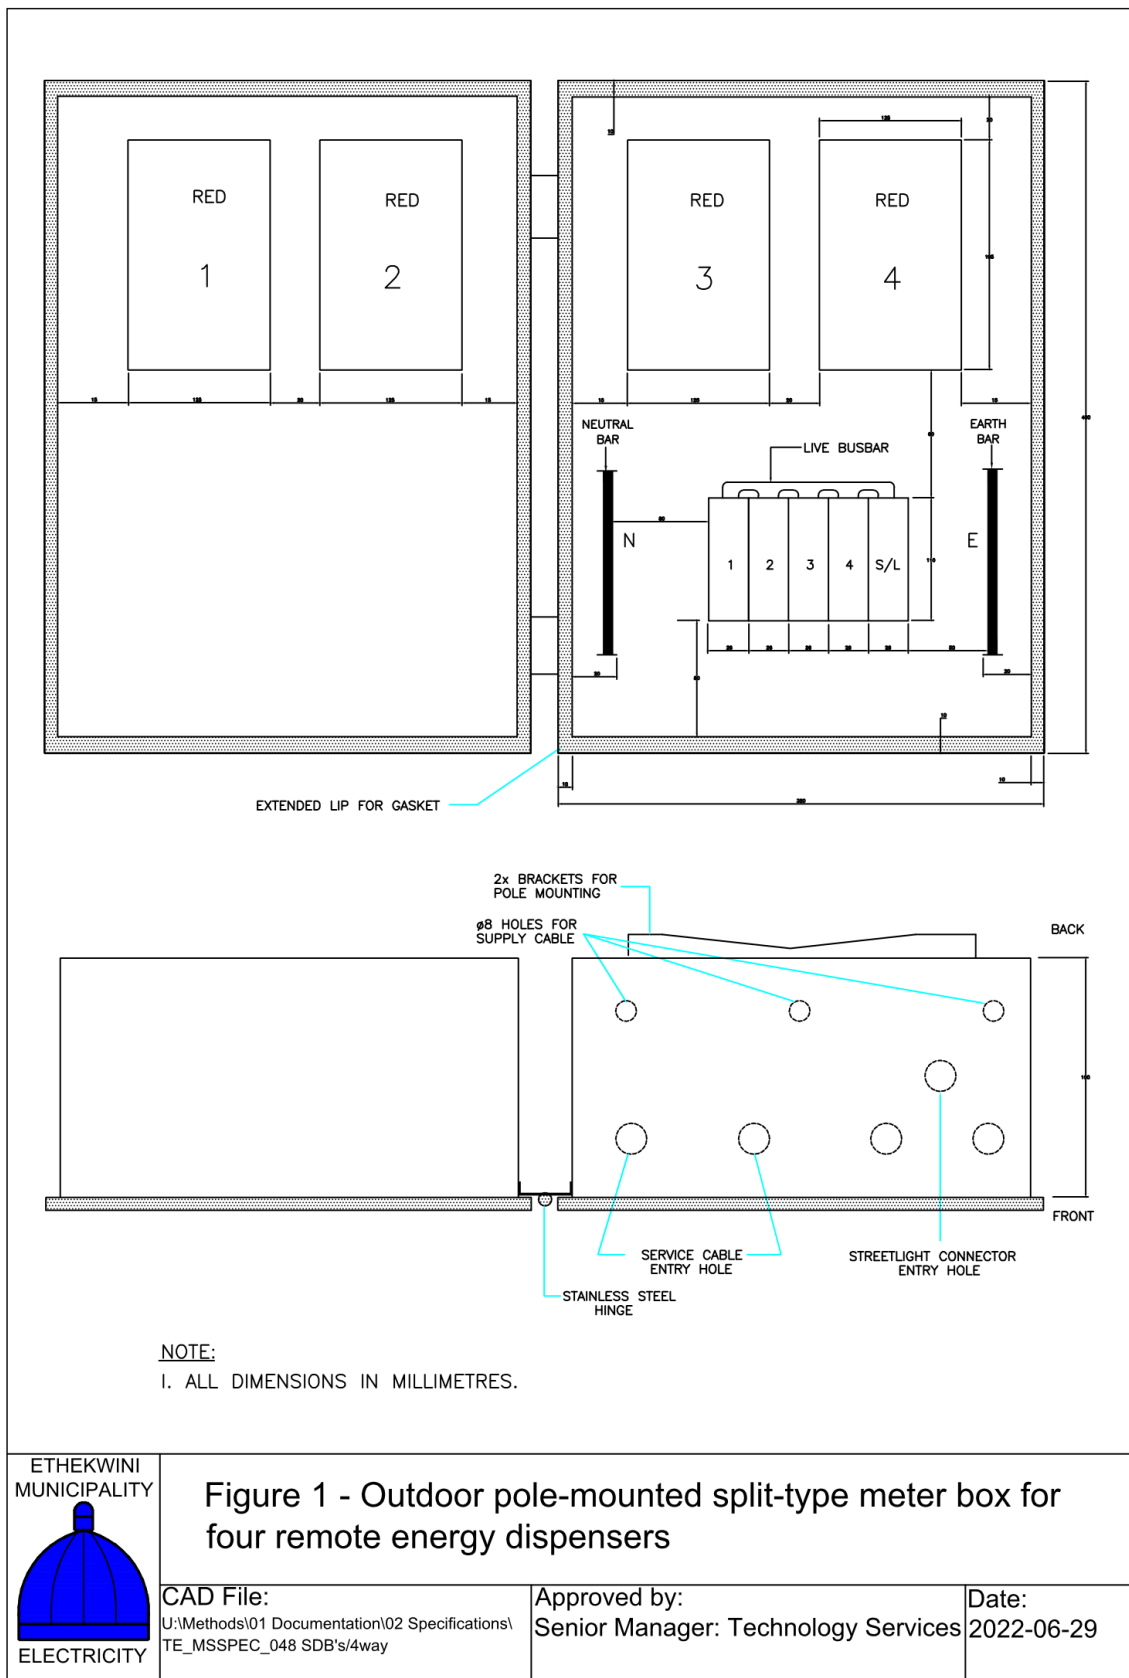 RED
RED
RED
RED
1
2
3
4
NEUTRAL
BAR
EARTH
BAR
LIVE BUSBAR
N
E
1 2 3 4 S/L
EXTENDED LIP FOR GASKET
2x BRACKETS FOR
POLE MOUNTING
ø8 HOLES FOR
SUPPLY CABLE
BACK
FRONT
SERVICE CABLE
ENTRY HOLE
STREETLIGHT CONNECTOR
ENTRY HOLE
STAINLESS STEEL
HINGE
NOTE:
I. ALL DIMENSIONS IN MILLIMETRES.
ETHEKWINI
MUNICIPALITY
ELECTRICITY
Figure 1 - Outdoor pole-mounted split-type meter box for
four remote energy dispensers
CAD File:
U:\Methods\01 Documentation\02 Specifications\
TE_MSSPEC_048 SDB's/4way
Approved by:
Senior Manager: Technology Services
Date:
2022-06-29